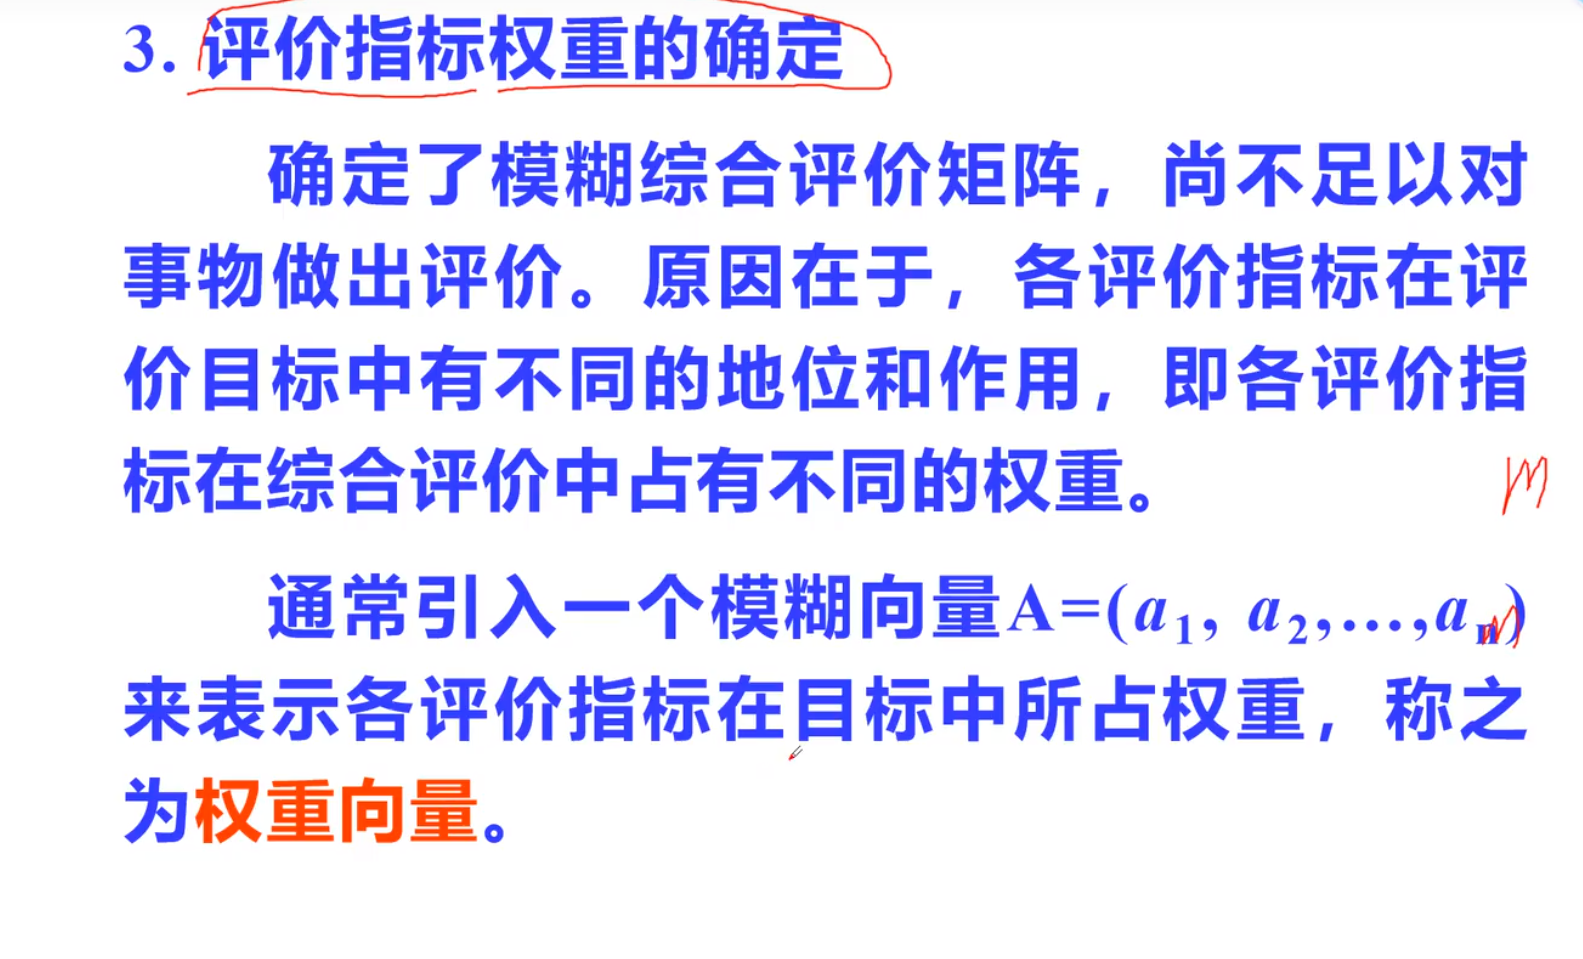 3. 评价指标权重的确定
确定了模糊综合评价矩阵，尚不足以对
事物做出评价。原因在于，各评价指标在评
价目标中有不同的地位和作用，即各评价指
标在综合评价中占有不同的权重。
m
通常引入一个模糊向量A=(a1, a2,…,an)
m
来表示各评价指标在目标中所占权重，称之
为权重向量。